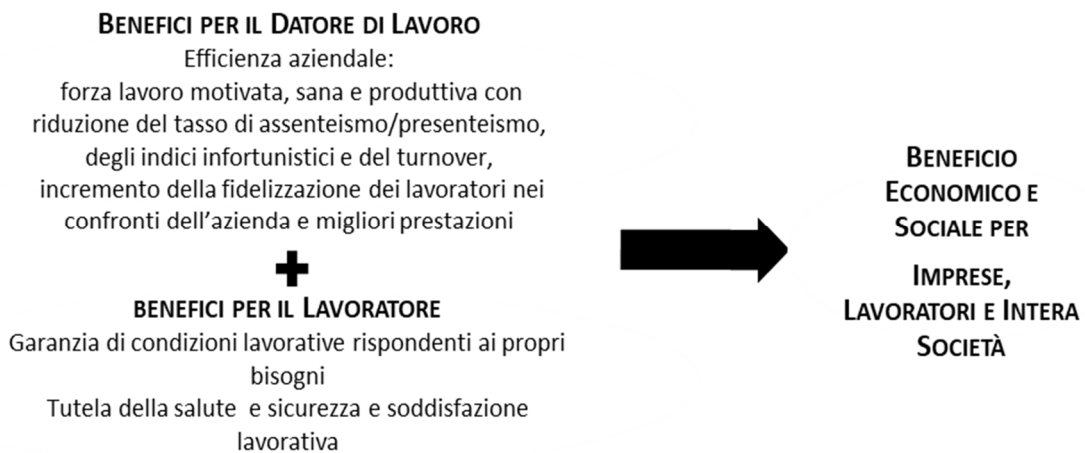 BENEFICI PER IL DATORE DI LAVORO
Efficienza aziendale:
forza lavoro motivata, sana e produttiva con
riduzione del tasso di assenteismo/presenteismo,
degli indici infortunistici e del turnover,
incremento della fidelizzazione dei lavoratori nei
confronti dell'azienda e migliori prestazioni
+
BENEFICI PER IL LAVORATORE
Garanzia di condizioni lavorative rispondenti ai propri
bisogni
Tutela della salute e sicurezza e soddisfazione
lavorativa
BENEFICIO
ECONOMICO E
SOCIALE PER
IMPRESE,
LAVORATORI E INTERA
SOCIETÀ